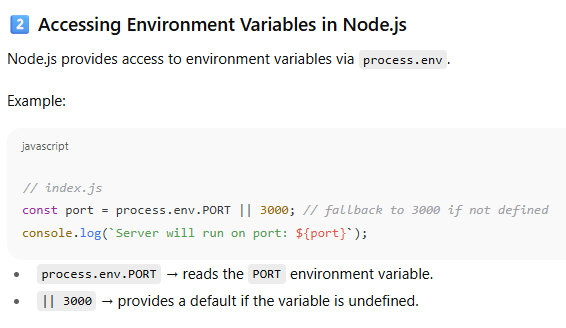 2 Accessing Environment Variables in Node.js
Node.js provides access to environment variables via process.env.
Example:
javascript
// index.js
const port = process.env.PORT || 3000; // fallback to 3000 if not defined
console.log(`Server will run on port: ${port}`);
• process.env.PORT → reads the PORT environment variable.
• || 3000 → provides a default if the variable is undefined.